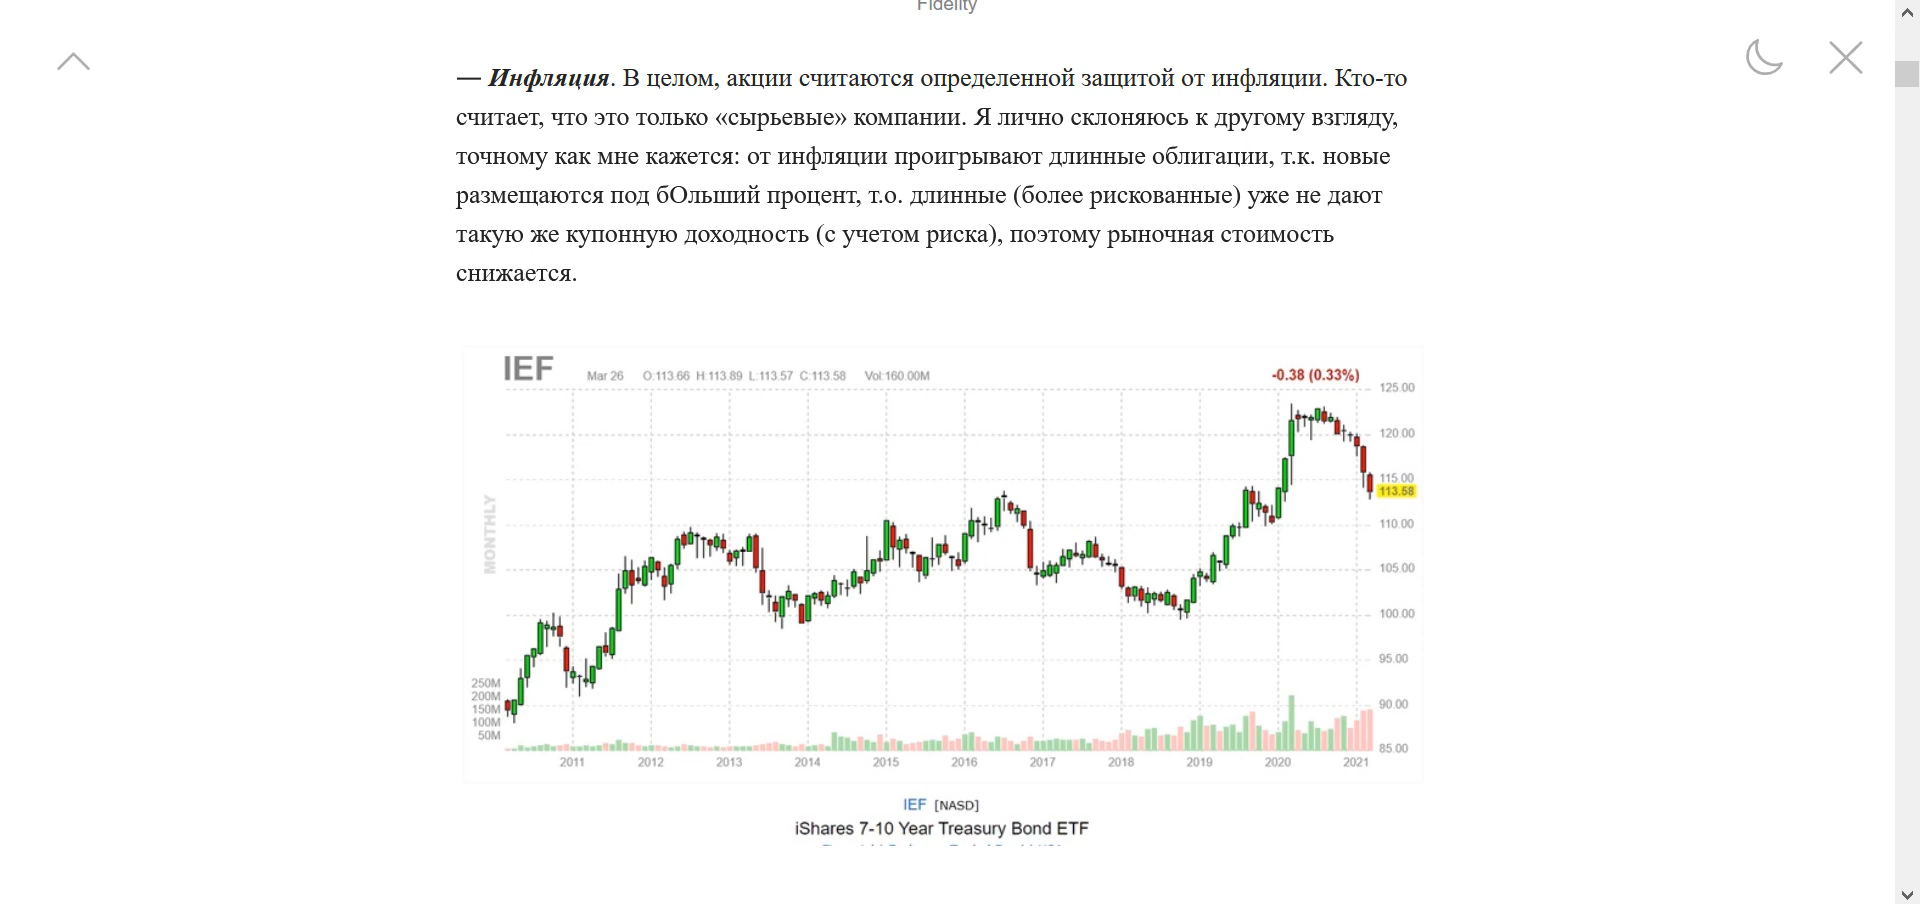 Fidelity
— Инфляция. В целом, акции считаются определенной защитой от инфляции. Кто-то
считает, что это только «сырьевые» компании. Я лично склоняюсь к другому взгляду,
точному как мне кажется: от инфляции проигрывают длинные облигации, т.к. новые
размещаются под бОльший процент, т.о. длинные (более рискованные) уже не дают
такую же купонную доходность (с учетом риска), поэтому рыночная стоимость
снижается.
IEF Mar 26 O:113.66 H:113.89 L:113.57 C:113.58 Vol:160.00M -0.38 (0.33%)
125.00
120.00
115.00
113.58
110.00
105.00
100.00
95.00
90.00
85.00
MONTHLY
250M
200M
150M
100M
50M
2011 2012 2013 2014 2015 2016 2017 2018 2019 2020 2021
IEF [NASD]
iShares 7-10 Year Treasury Bond ETF